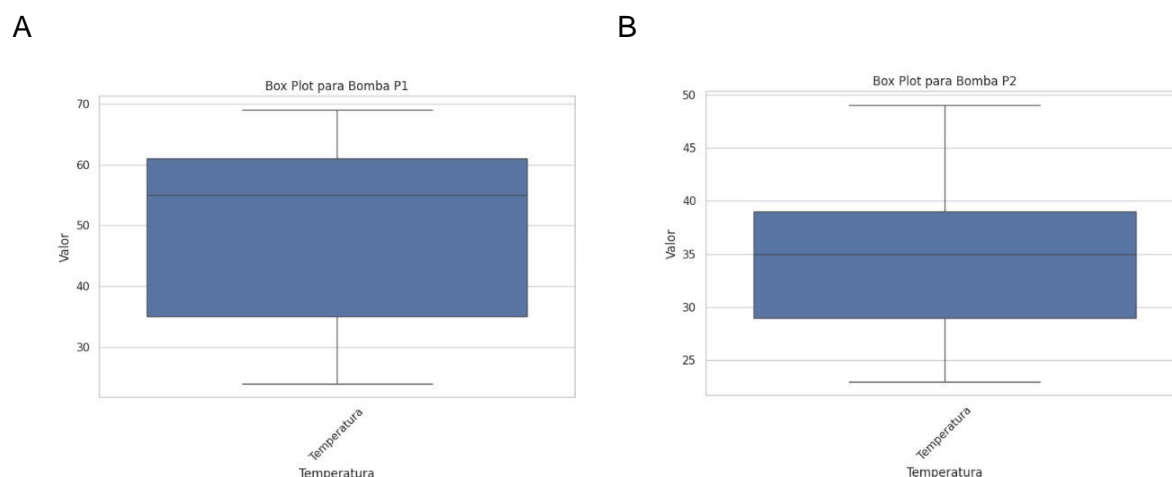 A
B
Box Plot para Bomba P1
70
60
50
40
30
Valor
Temperatura
Temperatura
Box Plot para Bomba P2
50
45
40
35
30
25
Valor
Temperatura
Temperatura